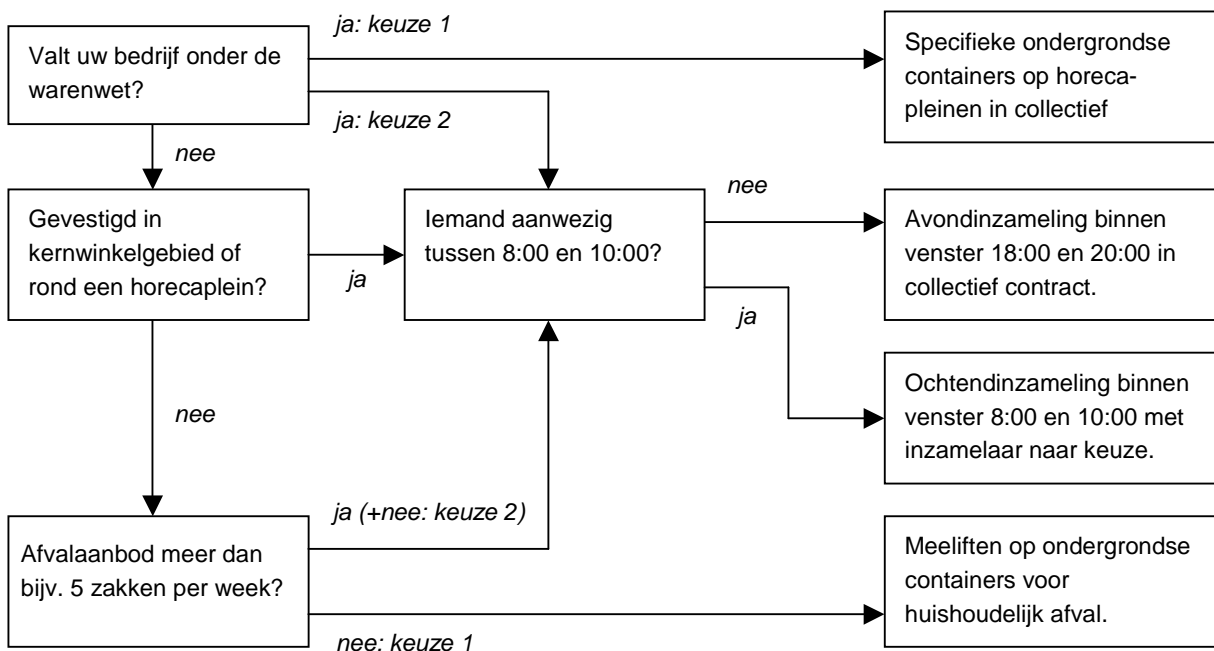 ja: keuze 1
Valt uw bedrijf onder de
warenwet?
Specifieke ondergrondse
containers op horeca-
pleinen in collectief
ja: keuze 2
nee
Gevestigd in
kernwinkelgebied of
rond een horecaplein?
ja
Iemand aanwezig
tussen 8:00 en 10:00?
nee
Avondinzameling binnen
venster 18:00 en 20:00 in
collectief contract.
ja
Ochtendinzameling binnen
venster 8:00 en 10:00 met
inzamelaar naar keuze.
nee
ja (+nee: keuze 2)
Afvalaanbod meer dan
bijv. 5 zakken per week?
Meeliften op ondergrondse
containers voor
huishoudelijk afval.
nee: keuze 1